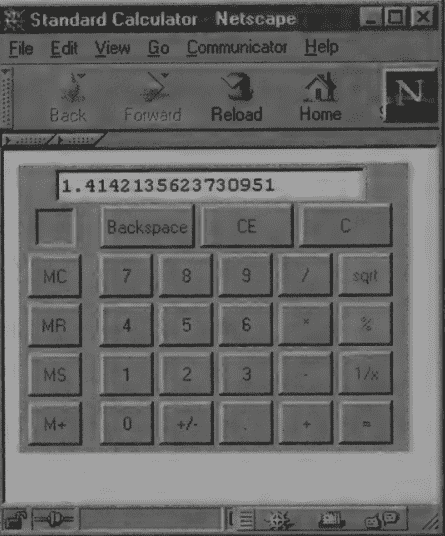 Standard Calculator - Netscape
File Edit View Go Communicator Help
Back Forward Reload Home N
1.4142135623730951
Backspace CE C
MC 7 8 9 / sqrt
MR 4 5 6 * %
MS 1 2 3 - 1/x
M+ 0 +/- . + =